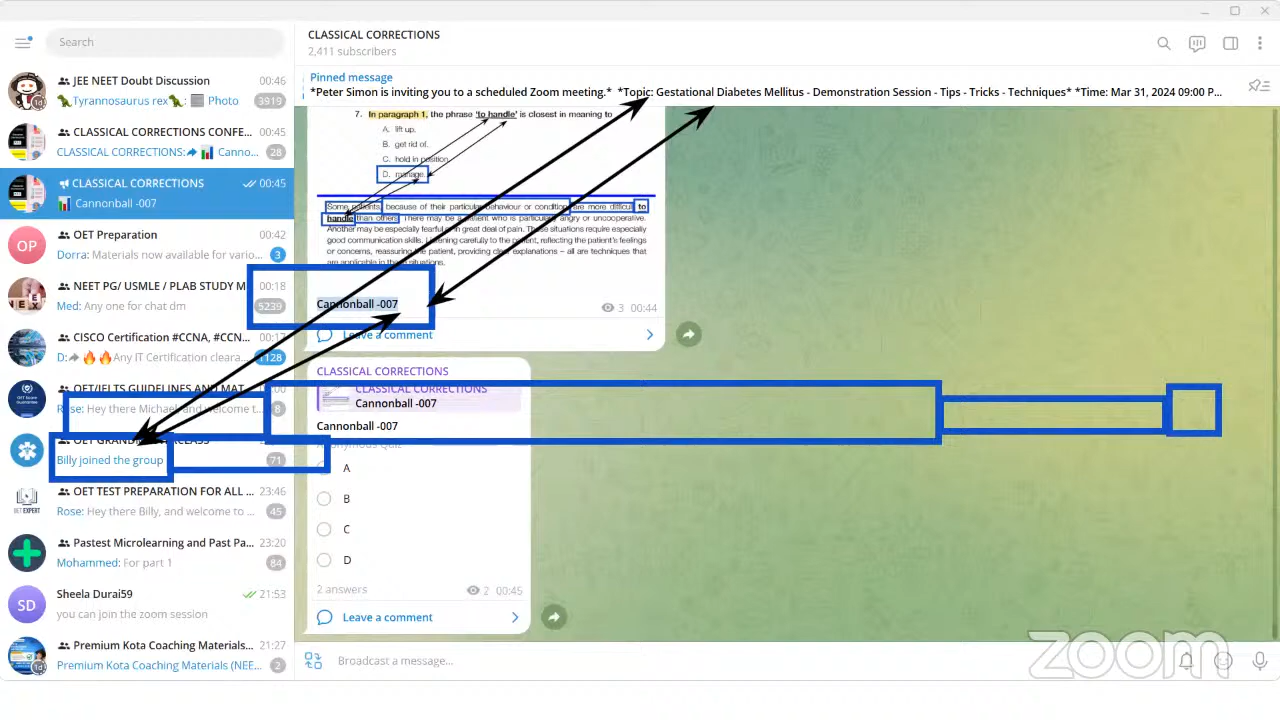 Search
JEE NEET Doubt Discussion 00:46
🦖Tyrannosaurus rex🦖: Photo 3919
CLASSICAL CORRECTIONS CONFE... 00:45
CLASSICAL CORRECTIONS: Canno... 28
CLASSICAL CORRECTIONS 00:45
Cannonball -007
OP
OET Preparation 00:42
Dorra: Materials now available for vario... 3
NEET PG/ USMLE / PLAB STUDY M 00:18
Med: Any one for chat dm 5239
CISCO Certification #CCNA, #CCN...
D: 🔥🔥Any IT Certification cleara... 1128
OET/IELTS GUIDELINES AND MAT
Rose: Hey there Michael and welcome t... 8
OET
Billy joined the group 71
OET TEST PREPARATION FOR ALL ... 23:46
Rose: Hey there Billy, and welcome to ... 45
OET EXPERT
Pastest Microlearning and Past Pa... 23:20
Mohammed: For part 1 84
SD
Sheela Durai59 21:53
you can join the zoom session
Premium Kota Coaching Materials... 21:27
Premium Kota Coaching Materials (NEE... 2
CLASSICAL CORRECTIONS
2,411 subscribers
Pinned message
*Peter Simon is inviting you to a scheduled Zoom meeting.* *Topic: Gestational Diabetes Mellitus - Demonstration Session - Tips - Tricks - Techniques* *Time: Mar 31, 2024 09:00 P...
7. In paragraph 1, the phrase 'to handle' is closest in meaning to
A. lift up.
B. get rid of.
C. hold in position.
D. manage.
Some patients, because of their particular behaviour or condition, are more difficult to
handle than others. There may be a patient who is particularly angry or uncooperative.
Another may be especially fearful or in great deal of pain. These situations require especially
good communication skills. Listening carefully to the patient, reflecting the patient's feelings
or concerns, reassuring the patient, providing clear explanations – all are techniques that
are applicable in these situations.
Cannonball -007
3 00:44
Leave a comment
CLASSICAL CORRECTIONS
CLASSICAL CORRECTIONS
Cannonball -007
Cannonball -007
Anonymous Quiz
A
B
C
D
2 answers 2 00:45
Leave a comment
Broadcast a message...
zoom